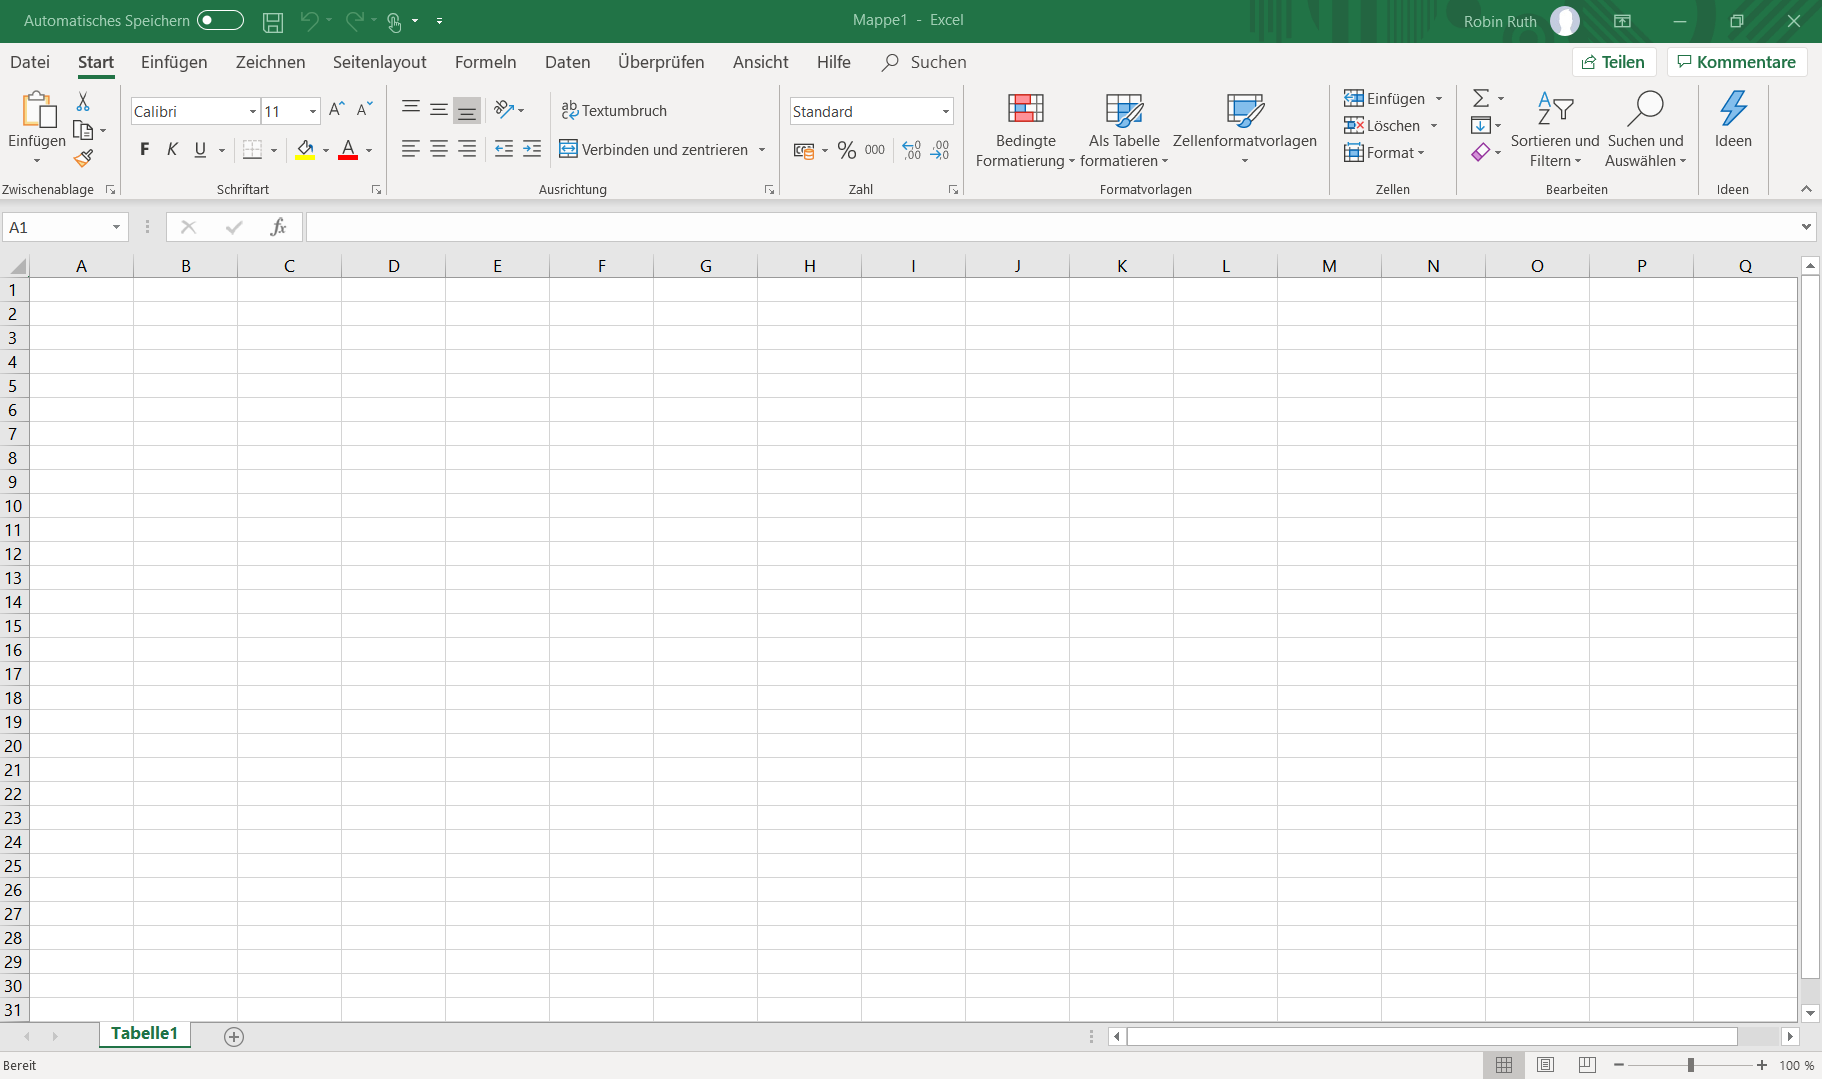 Automatisches Speichern
Mappe1 - Excel
Robin Ruth
Datei Start Einfügen Zeichnen Seitenlayout Formeln Daten Überprüfen Ansicht Hilfe Suchen
Teilen Kommentare
Einfügen
Zwischenablage
Calibri 11
F K U
Schriftart
Textumbruch
Verbinden und zentrieren
Ausrichtung
Standard
% 000
Zahl
Bedingte
Formatierung
Als Tabelle
formatieren
Zellenformatvorlagen
Formatvorlagen
Einfügen
Löschen
Format
Zellen
Sortieren und
Filtern
Suchen und
Auswählen
Bearbeiten
Ideen
Ideen
A1
fx
A B C D E F G H I J K L M N O P Q
1
2
3
4
5
6
7
8
9
10
11
12
13
14
15
16
17
18
19
20
21
22
23
24
25
26
27
28
29
30
31
Tabelle1
Bereit
100 %